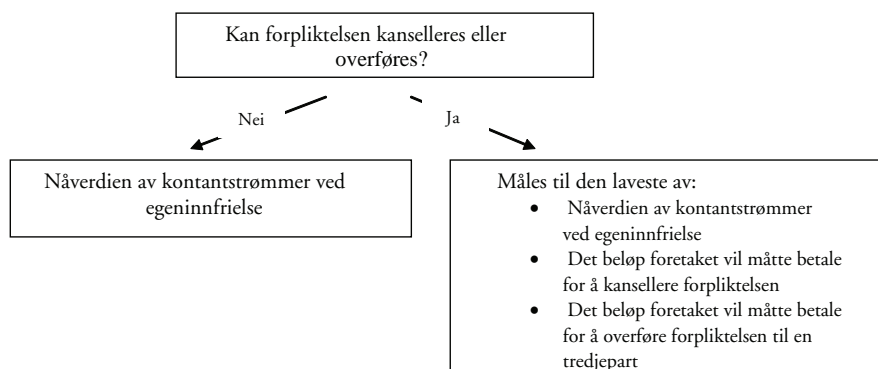 Kan forpliktelsen kanselleres eller
overføres?
Nei
Ja
Nåverdien av kontantstrømmer ved
egeninnfrielse
Måles til den laveste av:
• Nåverdien av kontantstrømmer
ved egeninnfrielse
• Det beløp foretaket vil måtte betale
for å kansellere forpliktelsen
• Det beløp foretaket vil måtte betale
for å overføre forpliktelsen til en
tredjepart